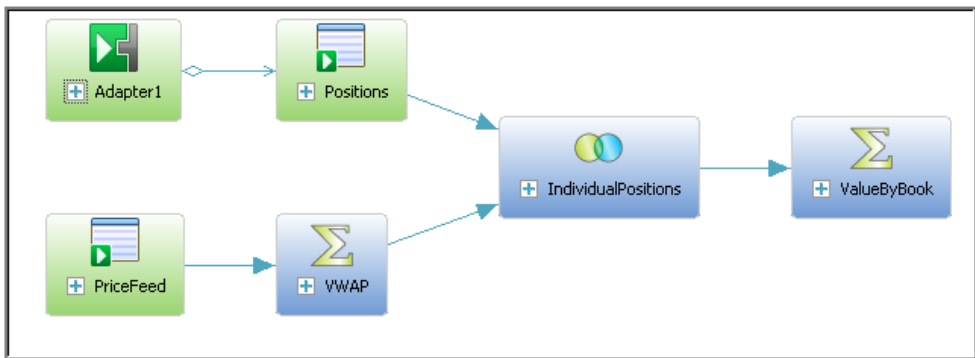 Adapter1
Positions
IndividualPositions
ValueByBook
PriceFeed
VWAP